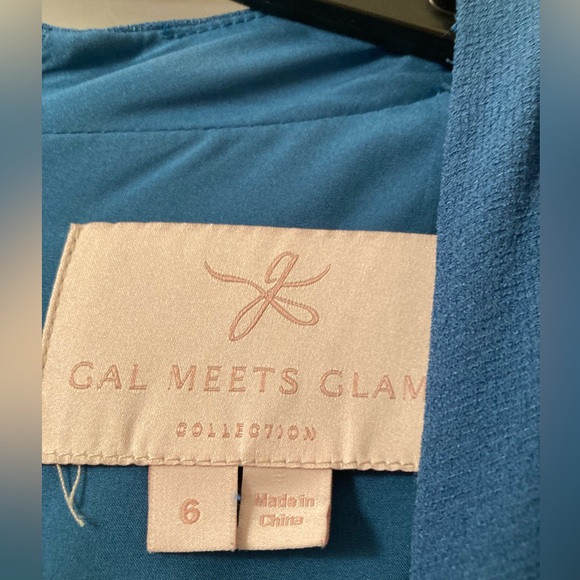 GAL MEETS GLAM
COLLECTION
6
Made in
China